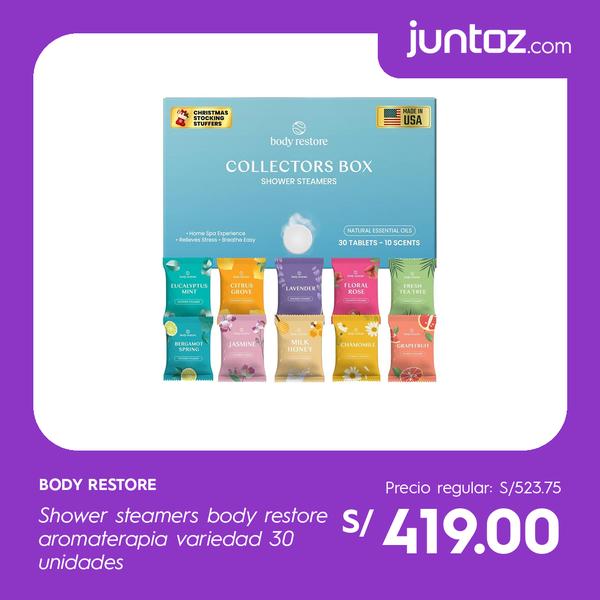 juntoz.com
CHRISTMAS
STOCKING
STUFFERS
MADE IN
USA
body restore
COLLECTORS BOX
SHOWER STEAMERS
• Home Spa Experience
• Relieves Stress • Breathe Easy
NATURAL ESSENTIAL OILS
30 TABLETS - 10 SCENTS
EUCALYPTUS
MINT
CITRUS
GROVE
LAVENDER
FLORAL
ROSE
FRESH
TEA TREE
BERGAMOT
SPRING
JASMINE
MILK
HONEY
CHAMOMILE
GRAPEFRUIT
BODY RESTORE
Shower steamers body restore
aromaterapia variedad 30
unidades
Precio regular: S/523.75
S/ 419.00